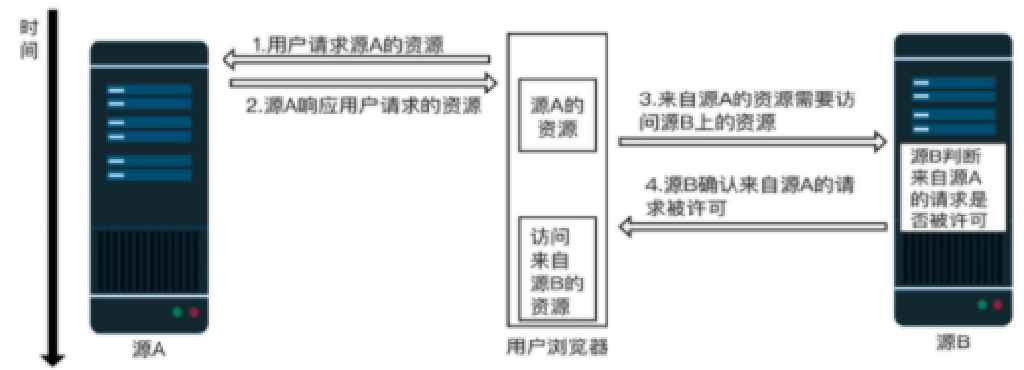 时
间
1.用户请求源A的资源
2.源A响应用户请求的资源
源A
源A的
资源
访问
来自
源B的
资源
用户浏览器
3.来自源A的资源需要访
问源B上的资源
4.源B确认来自源A的请
求被许可
源B判断
来自源A
的请求是
否被许可
源B